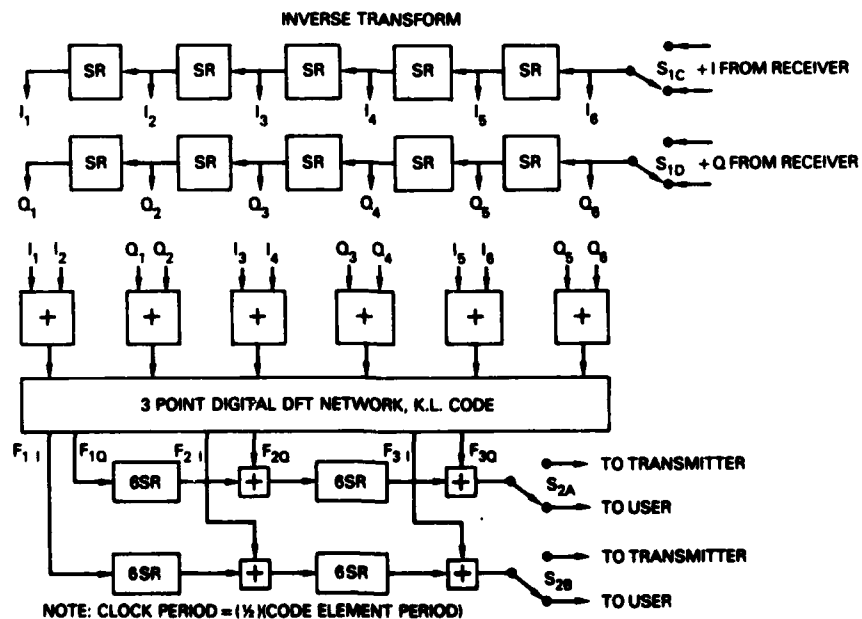 INVERSE TRANSFORM
SR SR SR SR SR S1C + I FROM RECEIVER
I1 I2 I3 I4 I5 I6
SR SR SR SR SR S1D + Q FROM RECEIVER
Q1 Q2 Q3 Q4 Q5 Q6
I1 I2 Q1 Q2 I3 I4 Q3 Q4 I5 I6 Q5 Q6
+ + + + + +
3 POINT DIGITAL DFT NETWORK, K.L. CODE
F1 I F1Q F2 I F2Q F3 I F3Q
TO TRANSMITTER
6SR + 6SR + S2A
TO USER
TO TRANSMITTER
6SR + 6SR + S2B
TO USER
NOTE: CLOCK PERIOD = (½)(CODE ELEMENT PERIOD)